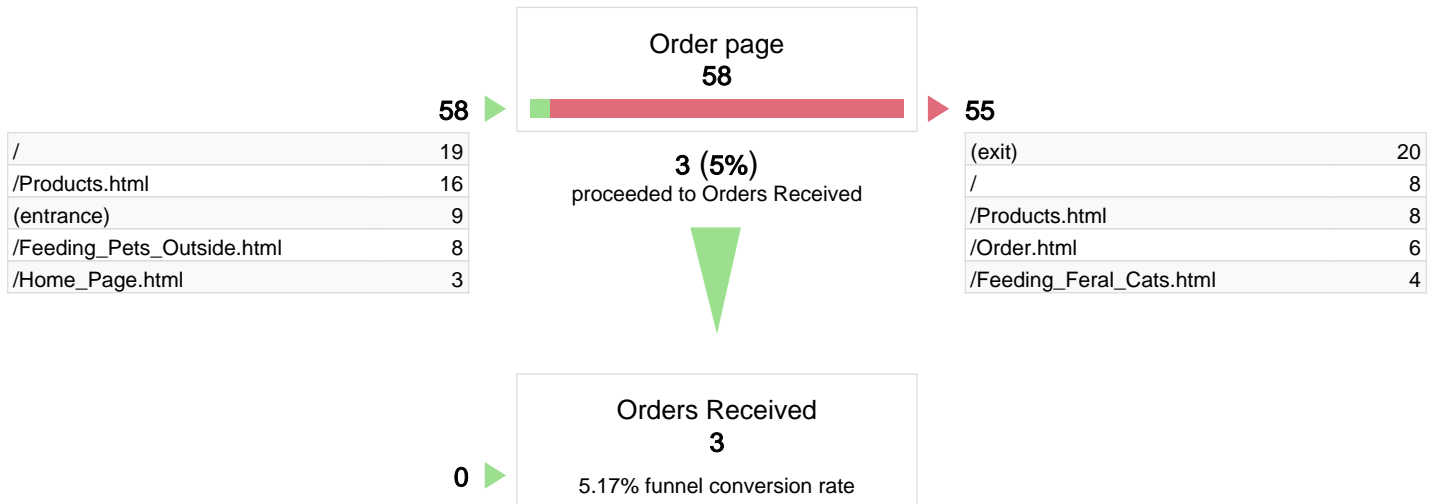 Order page
58
58
55
/ 19
/Products.html 16
(entrance) 9
/Feeding_Pets_Outside.html 8
/Home_Page.html 3
3 (5%)
proceeded to Orders Received
(exit) 20
/ 8
/Products.html 8
/Order.html 6
/Feeding_Feral_Cats.html 4
Orders Received
3
0
5.17% funnel conversion rate